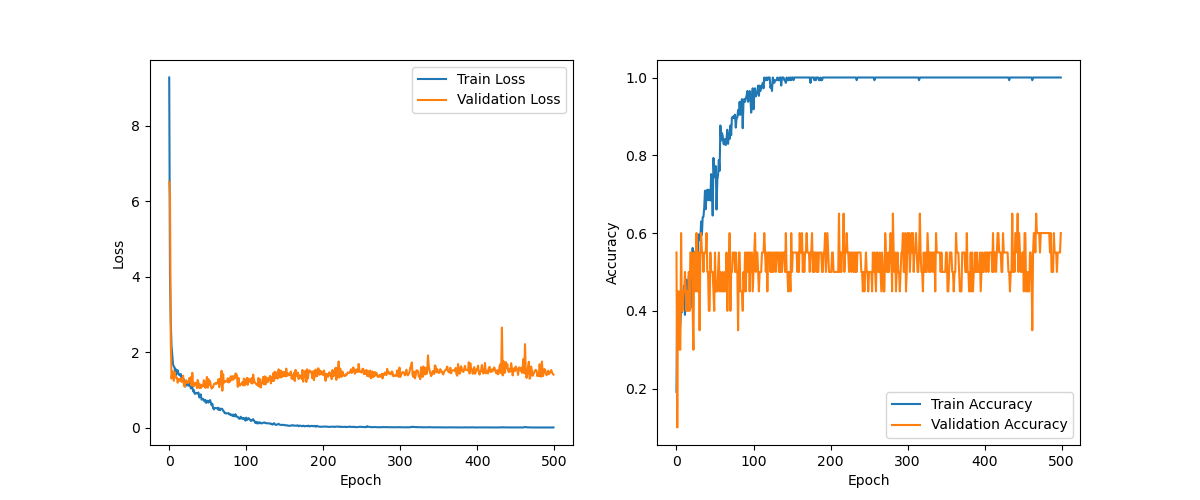 Train Loss
Validation Loss
8
6
4
2
0
Loss
0 100 200 300 400 500
Epoch
1.0
0.8
0.6
0.4
0.2
Accuracy
Train Accuracy
Validation Accuracy
0 100 200 300 400 500
Epoch